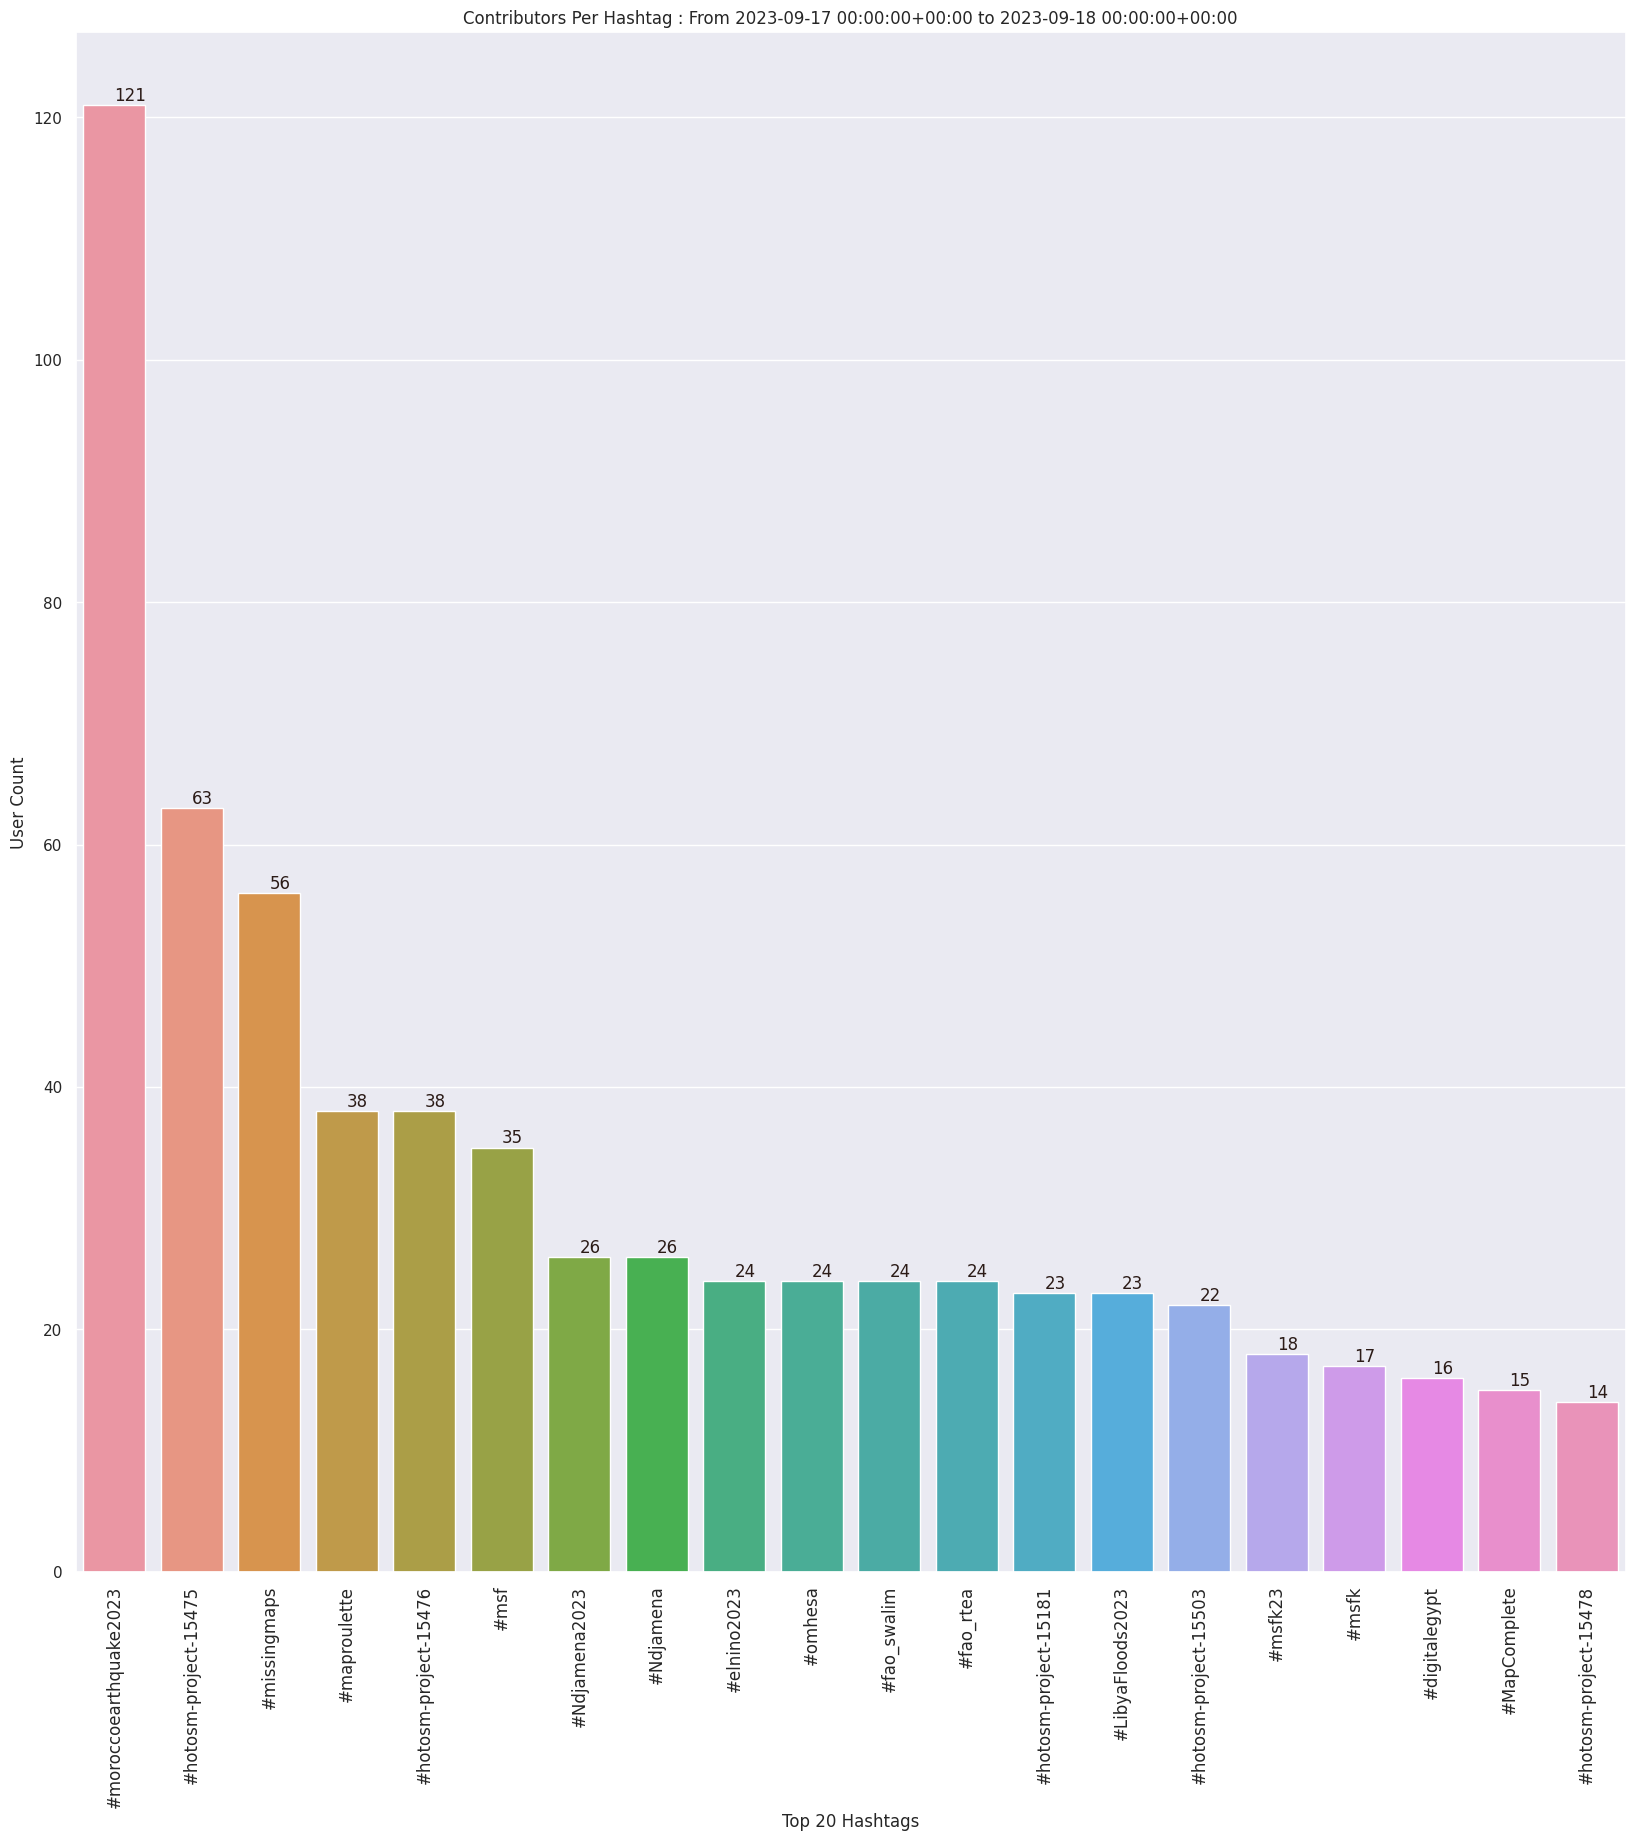 Contributors Per Hashtag : From 2023-09-17 00:00:00+00:00 to 2023-09-18 00:00:00+00:00
User Count
120
100
80
60
40
20
0
121
63
56
38
38
35
26
26
24
24
24
24
23
23
22
18
17
16
15
14
#moroccoearthquake2023
#hotosm-project-15475
#missingmaps
#maproulette
#hotosm-project-15476
#msf
#Ndjamena2023
#Ndjamena
#elnino2023
#omhesa
#fao_swalim
#fao_rtea
#hotosm-project-15181
#LibyaFloods2023
#hotosm-project-15503
#msfk23
#msfk
#digitalegypt
#MapComplete
#hotosm-project-15478
Top 20 Hashtags